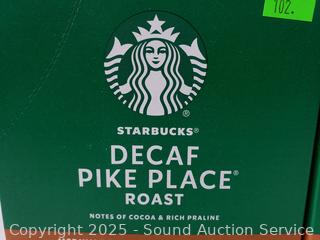 102.
STARBUCKS®
DECAF
PIKE PLACE®
ROAST
NOTES OF COCOA & RICH PRALINE
Copyright 2025 - Sound Auction Service